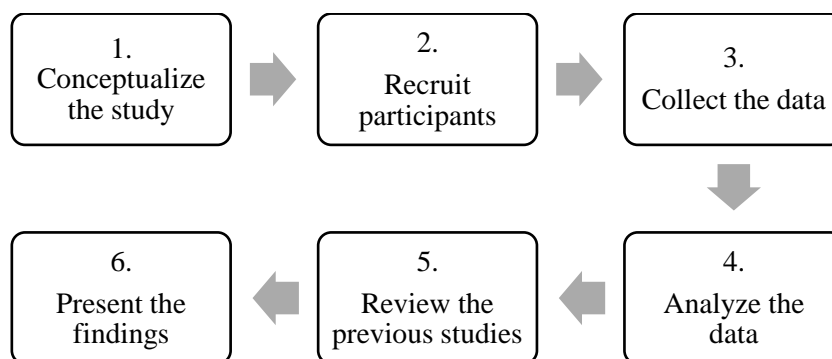 1.
Conceptualize
the study
2.
Recruit
participants
3.
Collect the data
4.
Analyze the
data
5.
Review the
previous studies
6.
Present the
findings